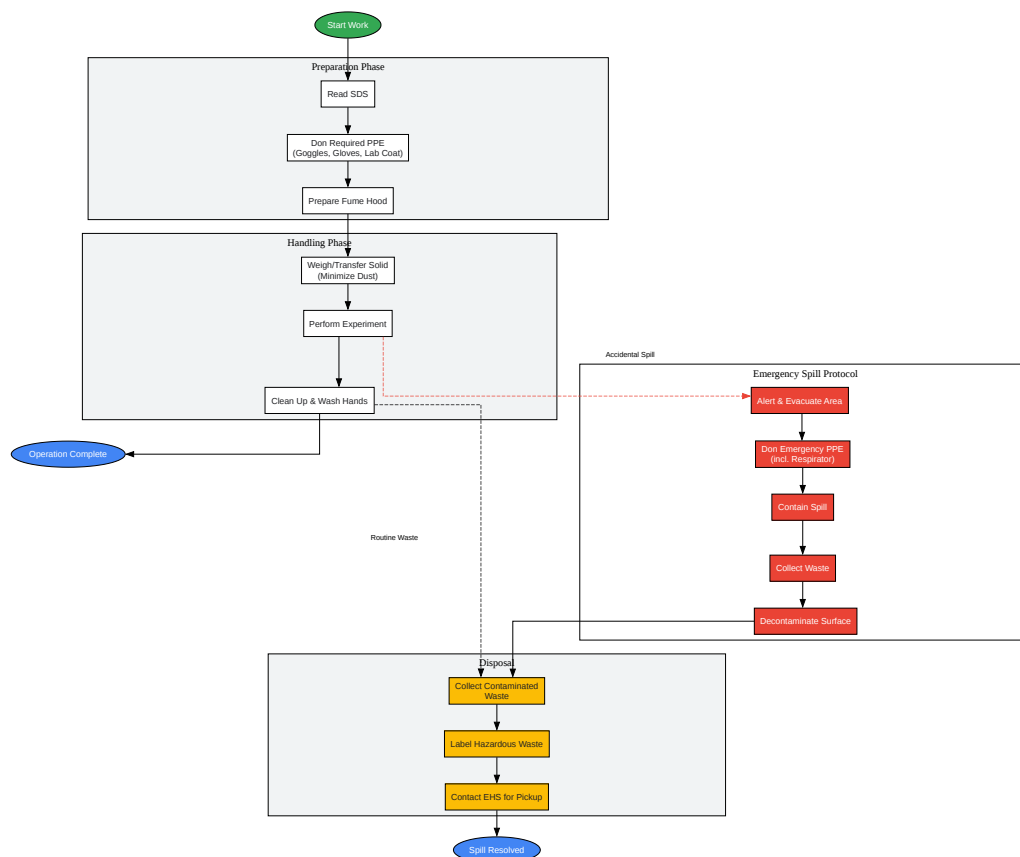 Start Work
Preparation Phase
Read SDS
Don Required PPE
(Goggles, Gloves, Lab Coat)
Prepare Fume Hood
Handling Phase
Weigh/Transfer Solid
(Minimize Dust)
Perform Experiment
Accidental Spill
Emergency Spill Protocol
Clean Up & Wash Hands
Alert & Evacuate Area
Operation Complete
Don Emergency PPE
(incl. Respirator)
Contain Spill
Routine Waste
Collect Waste
Decontaminate Surface
Disposal
Collect Contaminated
Waste
Label Hazardous Waste
Contact EHS for Pickup
Spill Resolved